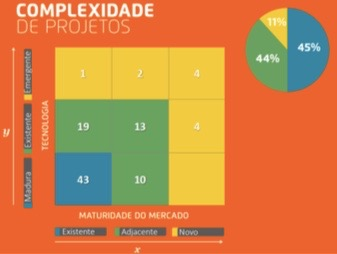 COMPLEXIDADE
DE PROJETOS
11%
45%
44%
Emergente
Existente
Madura
TECNOLOGIA
y
1 2 4
19 13 4
43 10
MATURIDADE DO MERCADO
Existente Adjacente Novo
x